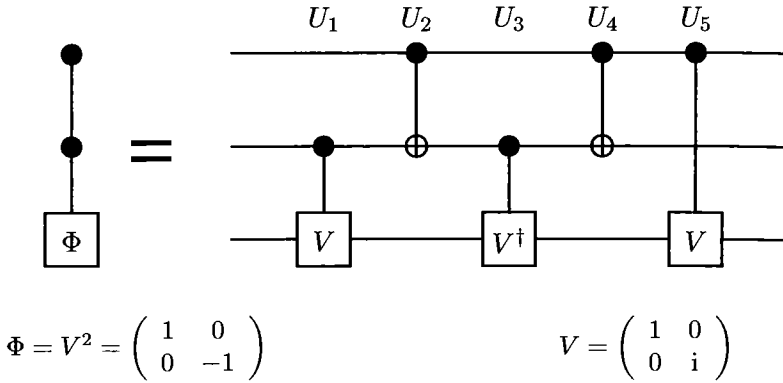 U₁ U₂ U₃ U₄ U₅
Φ = V V† V
Φ = V² = ( 1 0 0 −1 ) V = ( 1 0 0 i )